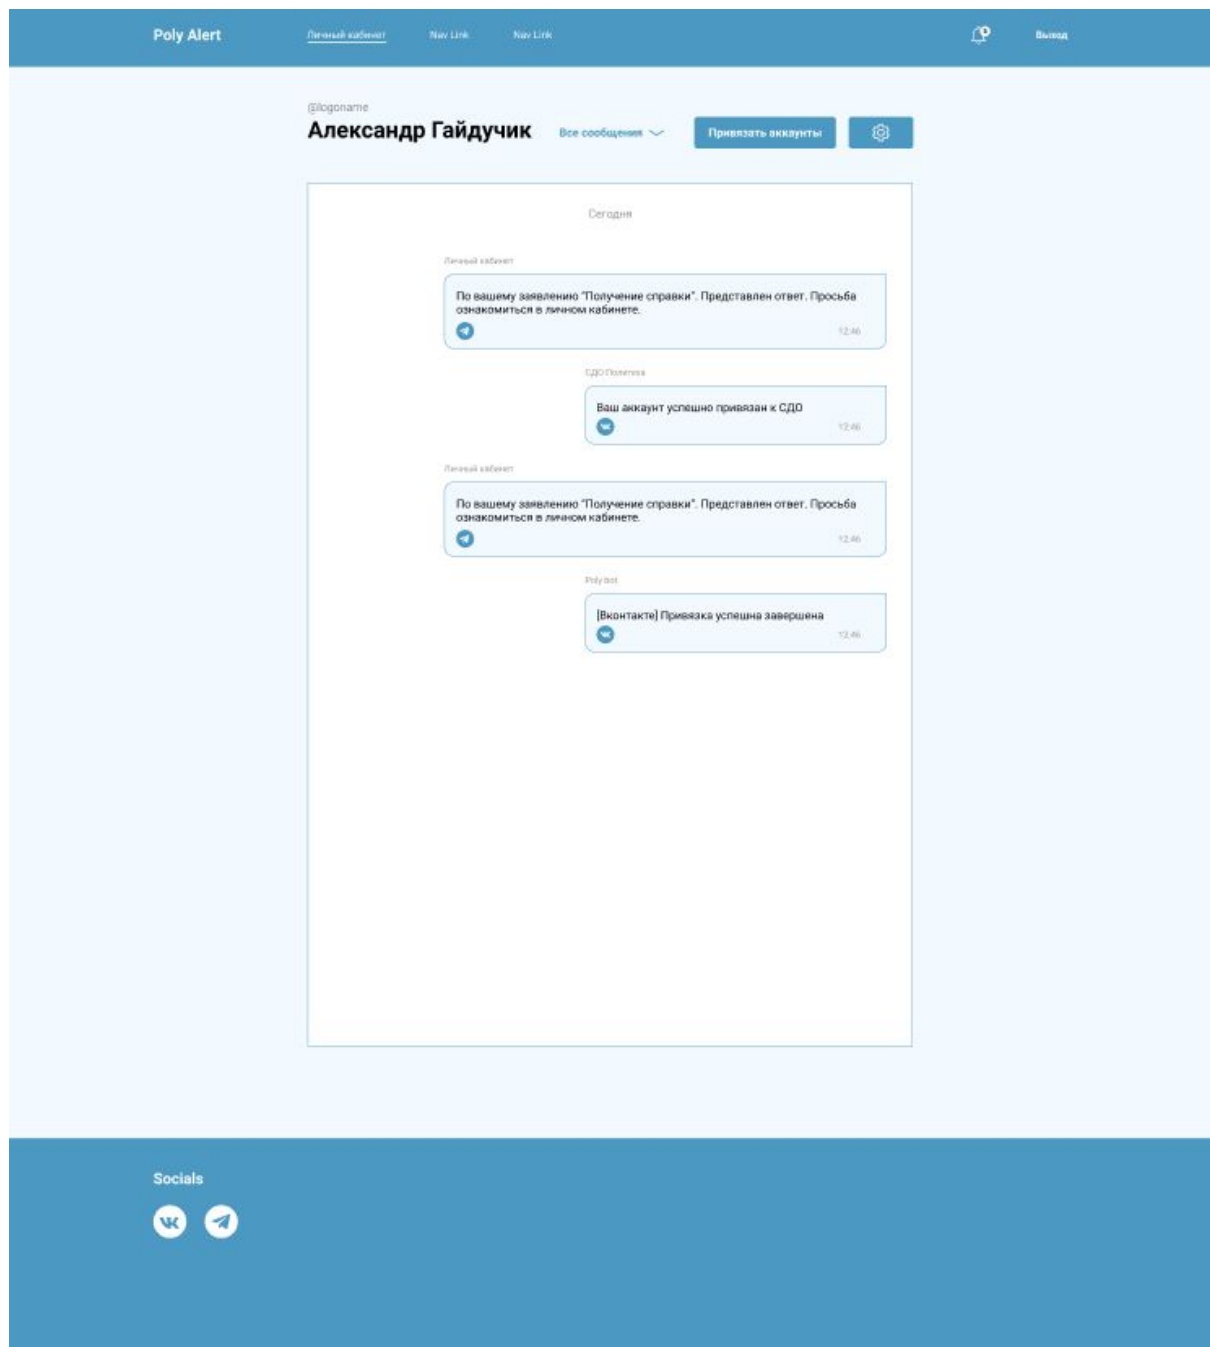 Poly Alert
Личный кабинет
Nav Link
Nav Link
Выход
@logoname
Александр Гайдучик
Все сообщения
Привязать аккаунты
Сегодня
Личный кабинет
По вашему заявлению "Получение справки". Представлен ответ. Просьба
ознакомиться в личном кабинете.
12:46
СДО Политеха
Ваш аккаунт успешно привязан к СДО
12:46
Личный кабинет
По вашему заявлению "Получение справки". Представлен ответ. Просьба
ознакомиться в личном кабинете.
12:46
Poly bot
[Вконтакте] Привязка успешна завершена
12:46
Socials